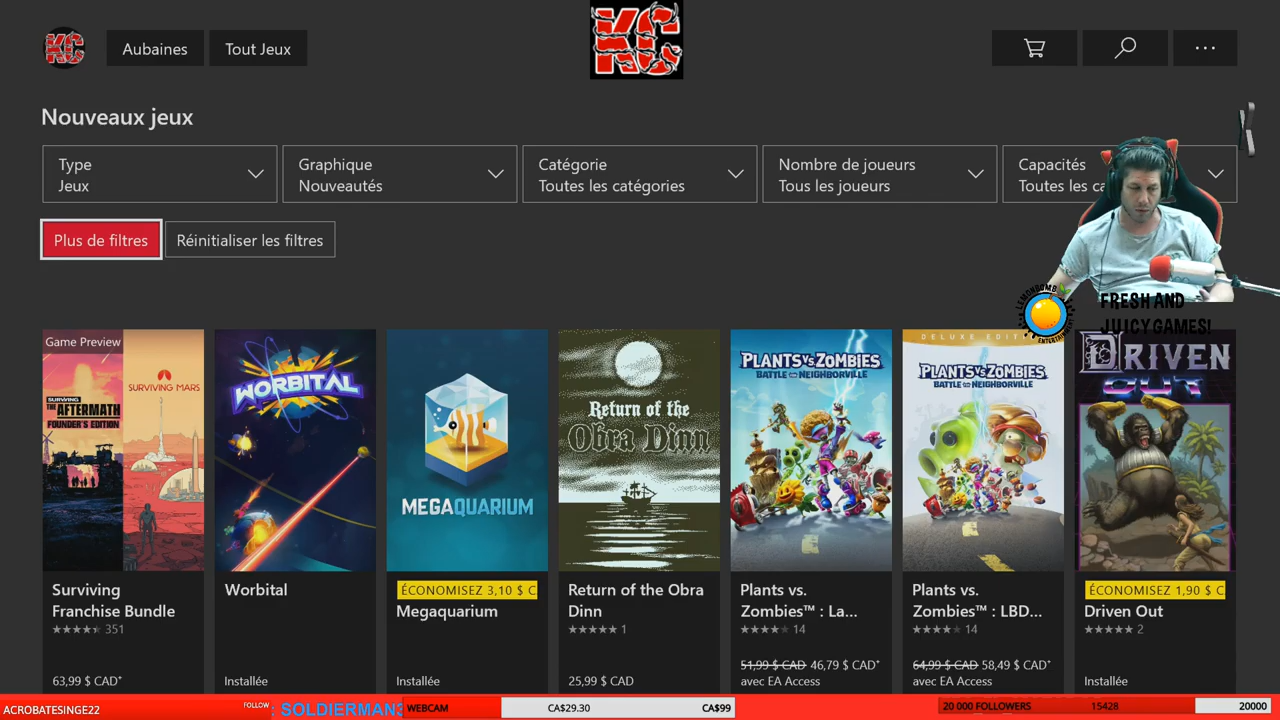 KC
Aubaines
Tout Jeux
KC
Nouveaux jeux
Type
Jeux
Graphique
Nouveautés
Catégorie
Toutes les catégories
Nombre de joueurs
Tous les joueurs
Capacités
Toutes les ca
Plus de filtres
Réinitialiser les filtres
LEMONBOMB
ENTERTAINMENT
FRESH AND
JUICY GAMES!
Game Preview
SURVIVING
THE AFTERMATH
FOUNDER'S EDITION
SURVIVING MARS
WORBITAL
MEGAQUARIUM
Return of the
Obra Dinn
PLANTS VS. ZOMBIES
BATTLE FOR NEIGHBORVILLE
DELUXE EDITI
PLANTS VS. ZOMBIES
BATTLE FOR NEIGHBORVILLE
DRIVEN
OUT
Surviving
Franchise Bundle
351
63,99 $ CAD+
Worbital
Installée
ÉCONOMISEZ 3,10 $ C
Megaquarium
Installée
Return of the Obra
Dinn
1
25,99 $ CAD
Plants vs.
Zombies™ : La...
14
51,99 $ CAD 46,79 $ CAD+
avec EA Access
Plants vs.
Zombies™ : LBD...
14
64,99 $ CAD 58,49 $ CAD+
avec EA Access
ÉCONOMISEZ 1,90 $ C
Driven Out
2
Installée
ACROBATESINGE22
FOLLOW
: SOLDIERMAN3
WEBCAM
CA$29.30
CA$99
20 000 FOLLOWERS
15428
20000